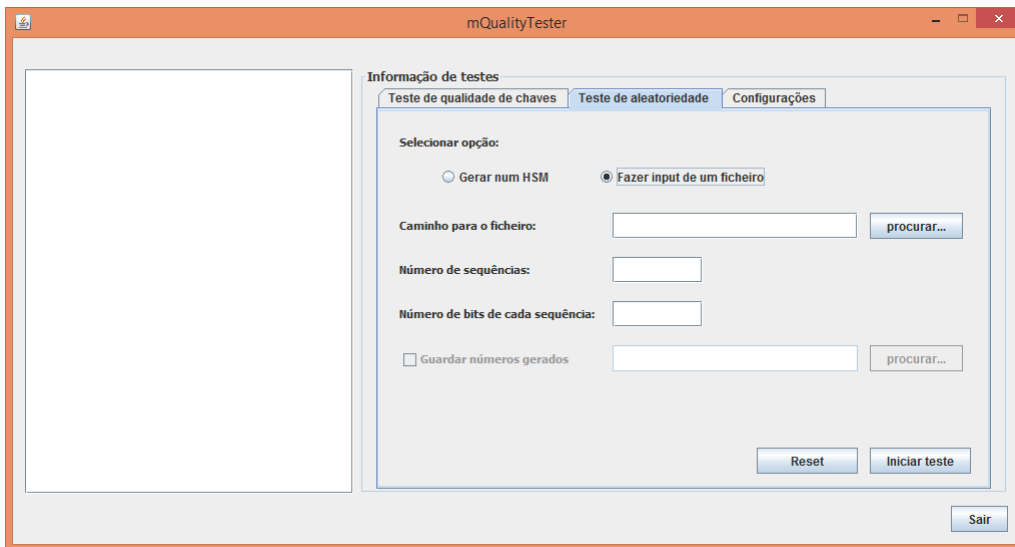 mQualityTester
Informação de testes
Teste de qualidade de chaves Teste de aleatoriedade Configurações
Selecionar opção:
Gerar num HSM Fazer input de um ficheiro
Caminho para o ficheiro: procurar...
Número de sequências:
Número de bits de cada sequência:
Guardar números gerados procurar...
Reset Iniciar teste
Sair